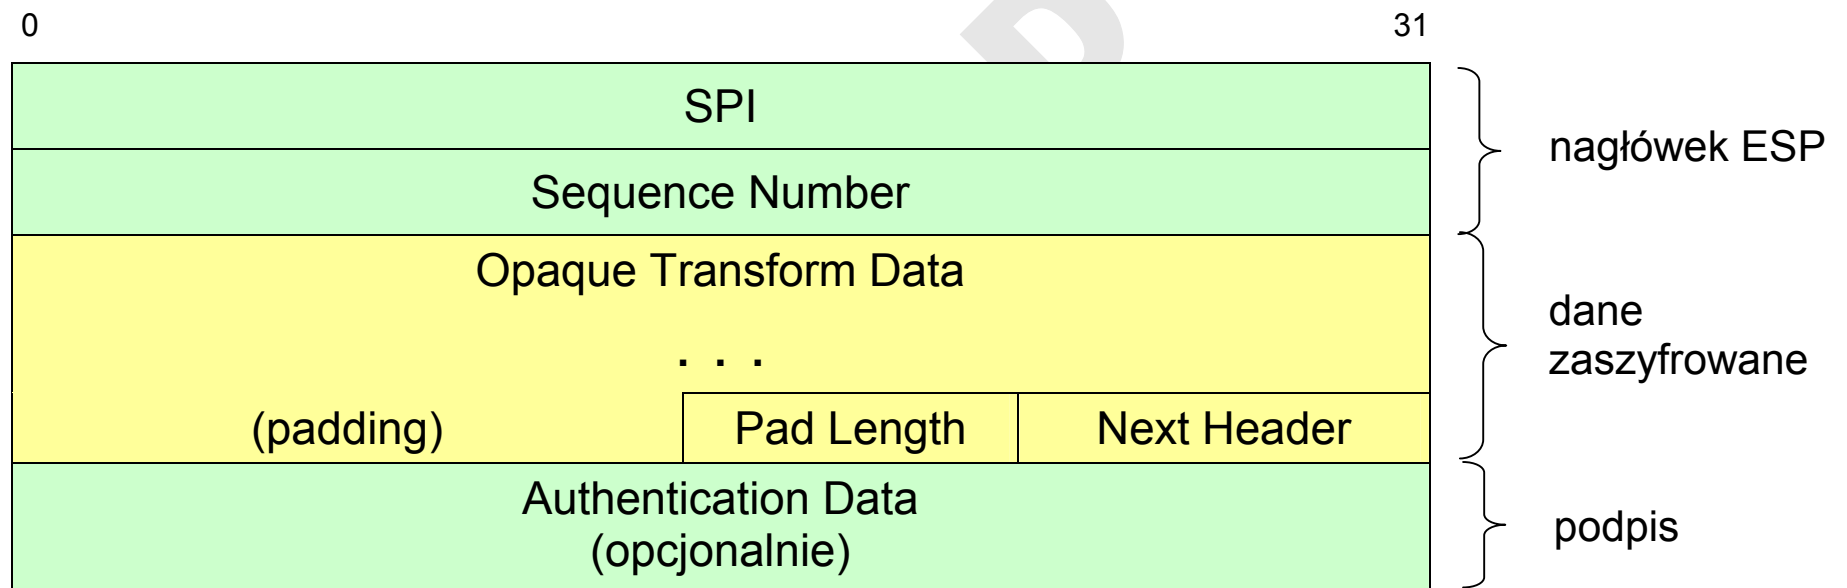 0 31
SPI
nagłówek ESP
Sequence Number
Opaque Transform Data
. . .
dane
zaszyfrowane
(padding) Pad Length Next Header
Authentication Data
(opcjonalnie)
podpis